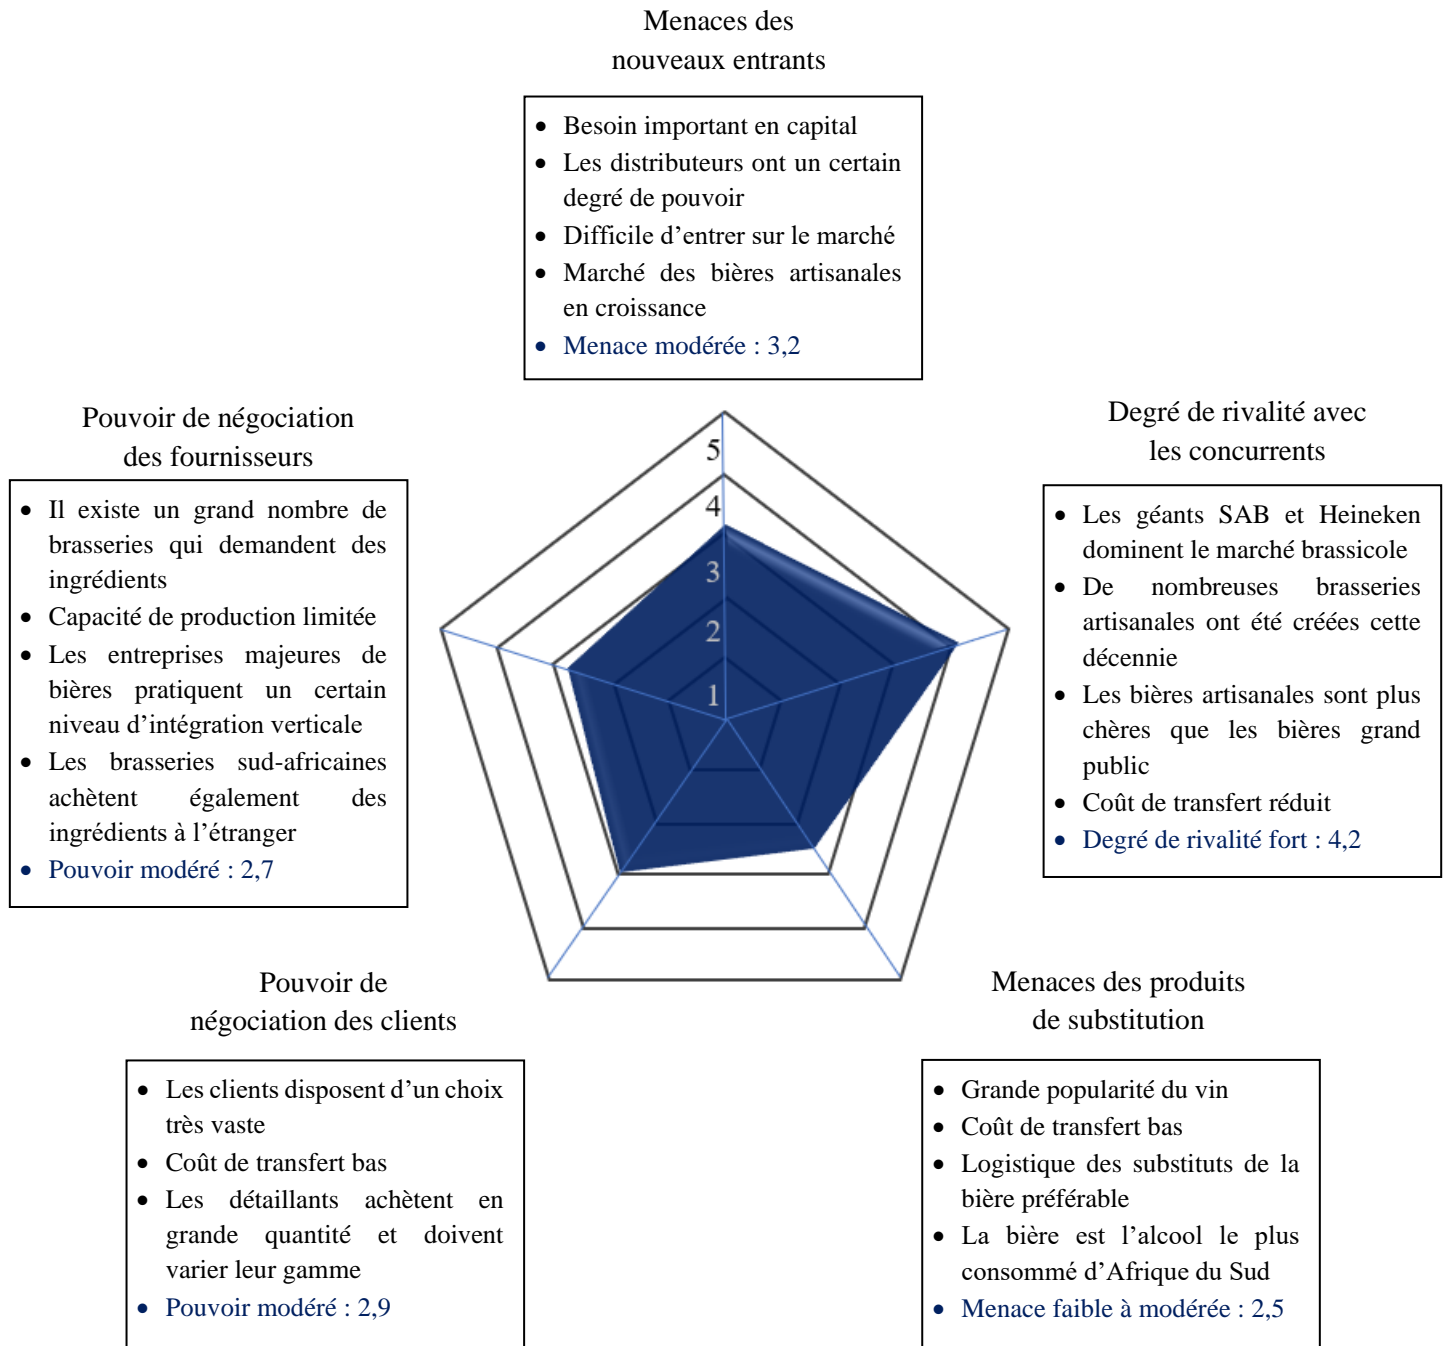 Menaces des
nouveaux entrants
• Besoin important en capital
• Les distributeurs ont un certain
degré de pouvoir
• Difficile d’entrer sur le marché
• Marché des bières artisanales
en croissance
• Menace modérée : 3,2
Pouvoir de négociation
des fournisseurs
• Il existe un grand nombre de
brasseries qui demandent des
ingrédients
• Capacité de production limitée
• Les entreprises majeures de
bières pratiquent un certain
niveau d’intégration verticale
• Les brasseries sud-africaines
achètent également des
ingrédients à l’étranger
• Pouvoir modéré : 2,7
5
4
3
2
1
Degré de rivalité avec
les concurrents
• Les géants SAB et Heineken
dominent le marché brassicole
• De nombreuses brasseries
artisanales ont été créées cette
décennie
• Les bières artisanales sont plus
chères que les bières grand
public
• Coût de transfert réduit
• Degré de rivalité fort : 4,2
Pouvoir de
négociation des clients
• Les clients disposent d’un choix
très vaste
• Coût de transfert bas
• Les détaillants achètent en
grande quantité et doivent
varier leur gamme
• Pouvoir modéré : 2,9
Menaces des produits
de substitution
• Grande popularité du vin
• Coût de transfert bas
• Logistique des substituts de la
bière préférable
• La bière est l’alcool le plus
consommé d’Afrique du Sud
• Menace faible à modérée : 2,5